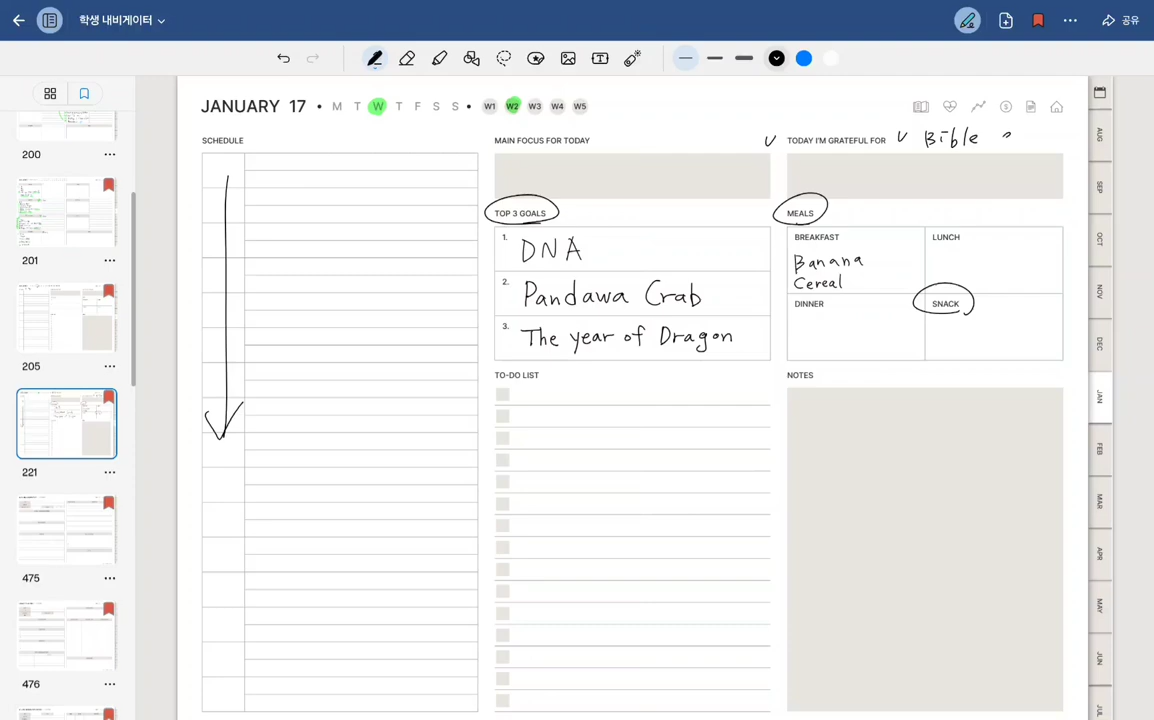 학생 내비게이터
공유
JANUARY 17 • M T W T F S S • W1 W2 W3 W4 W5
SCHEDULE
MAIN FOCUS FOR TODAY
TODAY I'M GRATEFUL FOR
Bible
TOP 3 GOALS
1. DNA
2. Pandawa Crab
3. The year of Dragon
MEALS
BREAKFAST
Banana
Cereal
LUNCH
DINNER
SNACK
TO-DO LIST
NOTES
200
201
205
221
475
476
AUG
SEP
OCT
NOV
DEC
JAN
FEB
MAR
APR
MAY
JUN